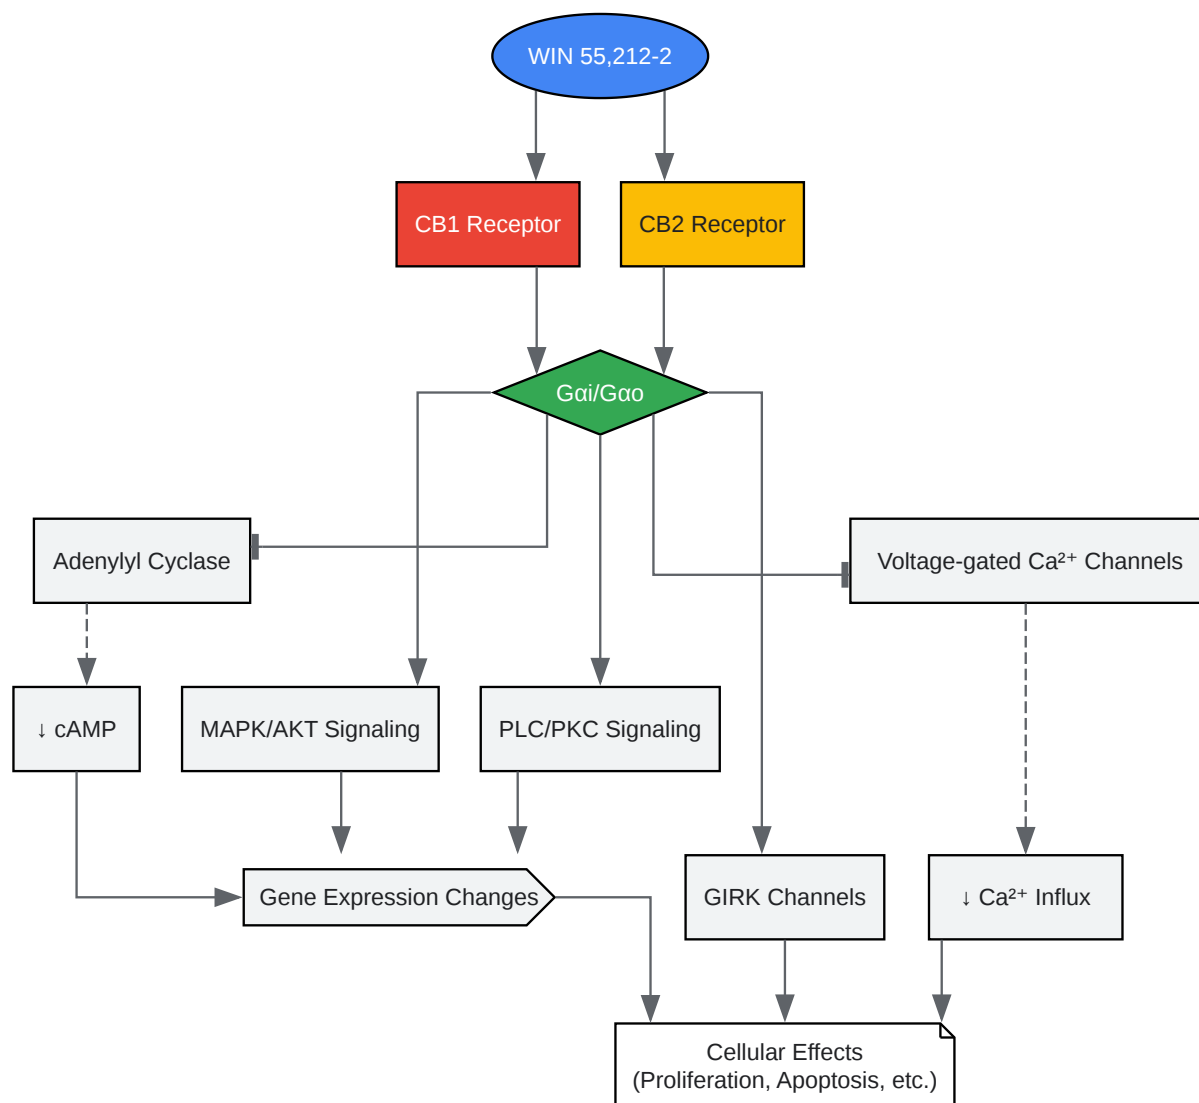 WIN 55,212-2
CB1 Receptor
CB2 Receptor
Gαi/Gαo
Adenylyl Cyclase
Voltage-gated Ca²⁺ Channels
↓ cAMP
MAPK/AKT Signaling
PLC/PKC Signaling
Gene Expression Changes
GIRK Channels
↓ Ca²⁺ Influx
Cellular Effects
(Proliferation, Apoptosis, etc.)